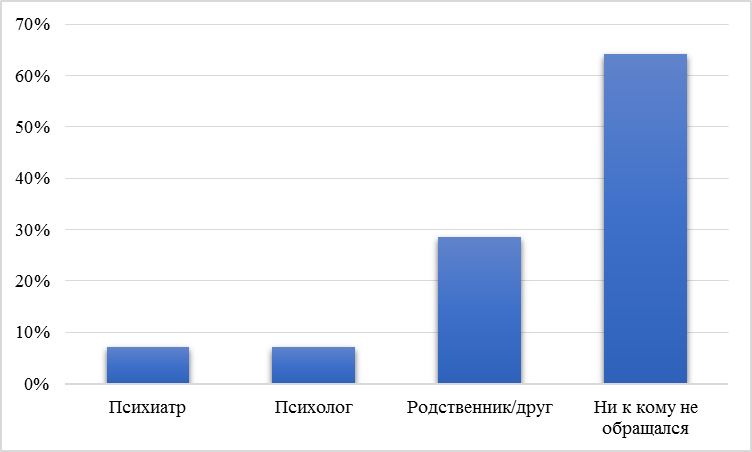 70%
60%
50%
40%
30%
20%
10%
0%
Психиатр
Психолог
Родственник/друг
Ни к кому не
обращался